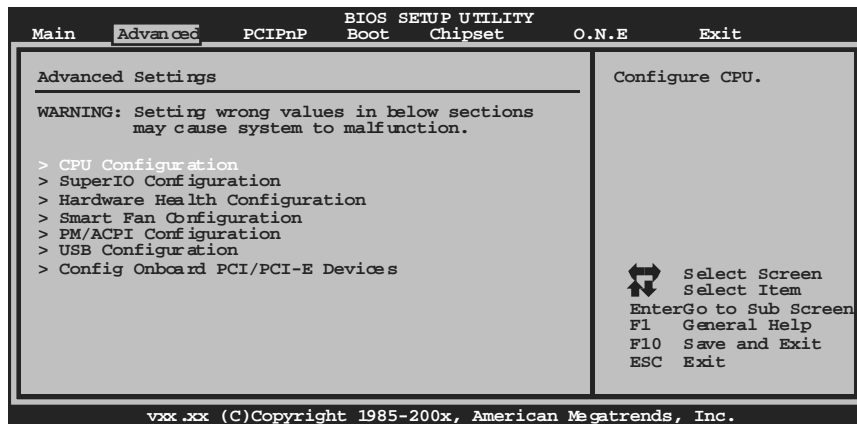 BIOS SETUP UTILITY
Main Advanced PCIPnP Boot Chipset O.N.E Exit
Advanced Settings
WARNING: Setting wrong values in below sections
may cause system to malfunction.
> CPU Configuration
> SuperIO Configuration
> Hardware Health Configuration
> Smart Fan Configuration
> PM/ACPI Configuration
> USB Configuration
> Config Onboard PCI/PCI-E Devices
Configure CPU.
Select Screen
Select Item
EnterGo to Sub Screen
F1 General Help
F10 Save and Exit
ESC Exit
vxx.xx (C)Copyright 1985-200x, American Megatrends, Inc.